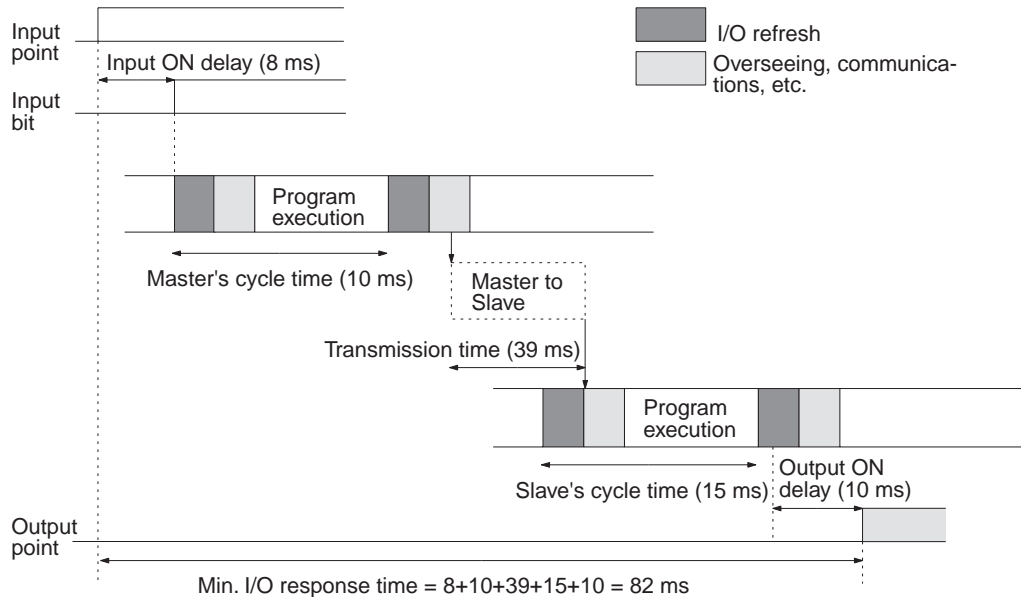 Input
point
I/O refresh
Input ON delay (8 ms)
Overseeing, communica-
tions, etc.
Input
bit
Program
execution
Master's cycle time (10 ms)
Master to
Slave
Transmission time (39 ms)
Program
execution
Slave's cycle time (15 ms)
Output ON
delay (10 ms)
Output
point
Min. I/O response time = 8+10+39+15+10 = 82 ms